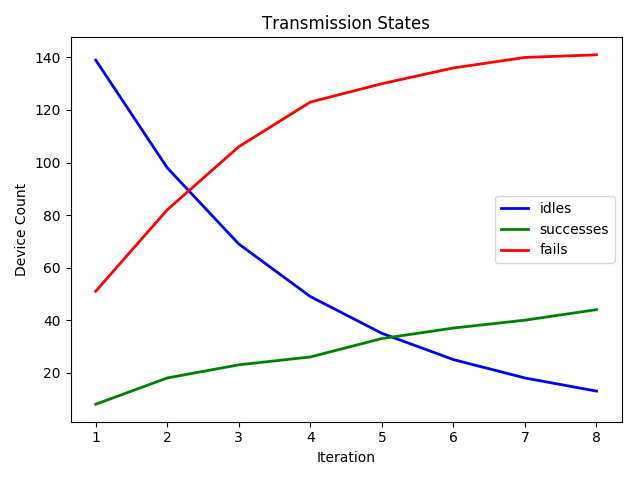 Transmission States
Device Count
140
120
100
80
60
40
20
idles
successes
fails
1 2 3 4 5 6 7 8
Iteration